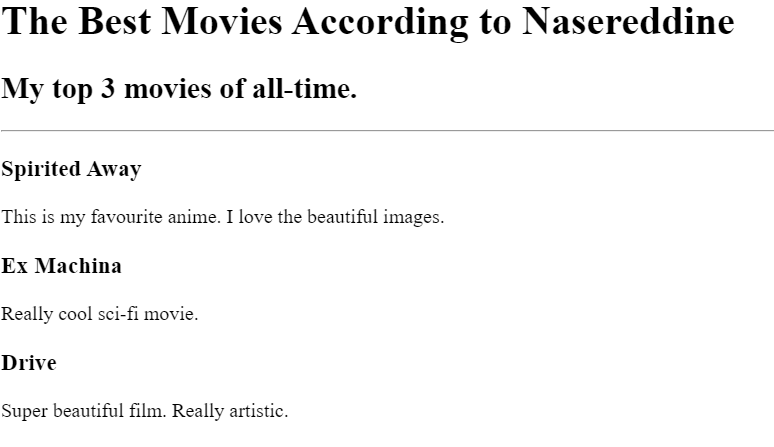 The Best Movies According to Nasereddine
My top 3 movies of all-time.
Spirited Away
This is my favourite anime. I love the beautiful images.
Ex Machina
Really cool sci-fi movie.
Drive
Super beautiful film. Really artistic.